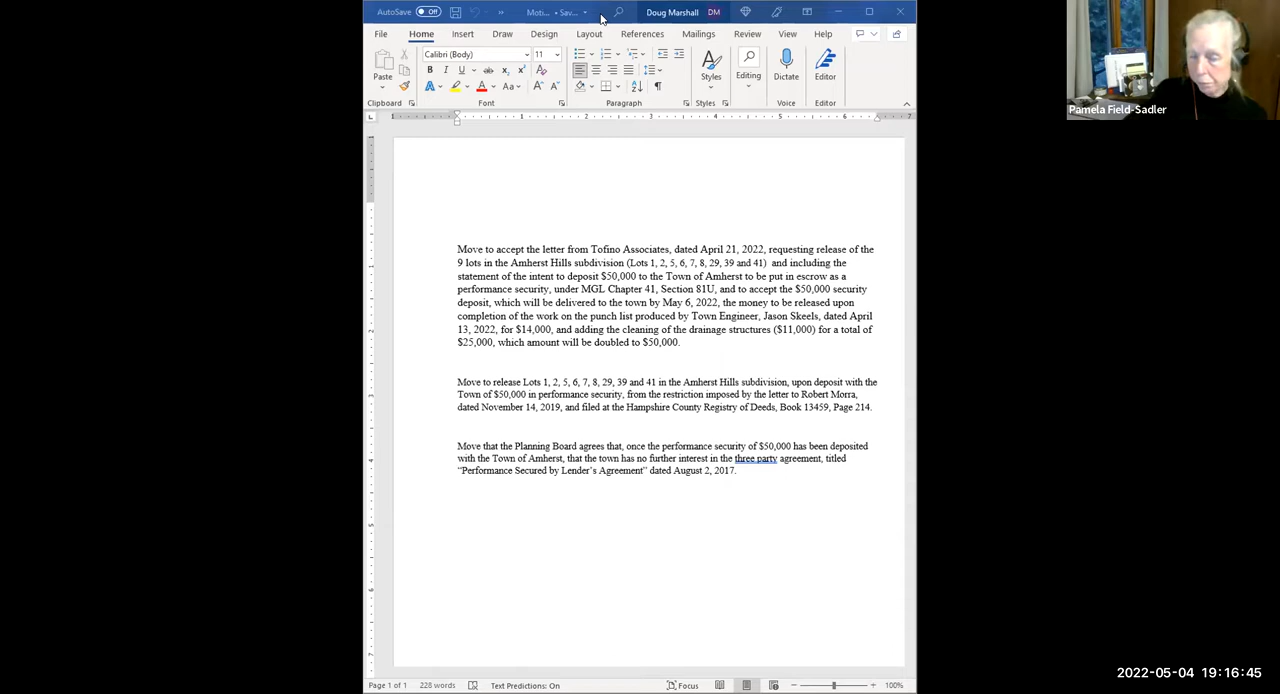 AutoSave Off Moti... • Sav... Doug Marshall DM
File Home Insert Draw Design Layout References Mailings Review View Help
Calibri (Body) 11
Paste
Styles Editing Dictate Editor
Clipboard Font Paragraph Styles Voice Editor
Pamela Field-Sadler
Move to accept the letter from Tofino Associates, dated April 21, 2022, requesting release of the
9 lots in the Amherst Hills subdivision (Lots 1, 2, 5, 6, 7, 8, 29, 39 and 41) and including the
statement of the intent to deposit $50,000 to the Town of Amherst to be put in escrow as a
performance security, under MGL Chapter 41, Section 81U, and to accept the $50,000 security
deposit, which will be delivered to the town by May 6, 2022, the money to be released upon
completion of the work on the punch list produced by Town Engineer, Jason Skeels, dated April
13, 2022, for $14,000, and adding the cleaning of the drainage structures ($11,000) for a total of
$25,000, which amount will be doubled to $50,000.
Move to release Lots 1, 2, 5, 6, 7, 8, 29, 39 and 41 in the Amherst Hills subdivision, upon deposit with the
Town of $50,000 in performance security, from the restriction imposed by the letter to Robert Morra,
dated November 14, 2019, and filed at the Hampshire County Registry of Deeds, Book 13459, Page 214.
Move that the Planning Board agrees that, once the performance security of $50,000 has been deposited
with the Town of Amherst, that the town has no further interest in the three party agreement, titled
“Performance Secured by Lender’s Agreement” dated August 2, 2017.
Page 1 of 1 228 words Text Predictions: On Focus 100%
2022-05-04 19:16:45